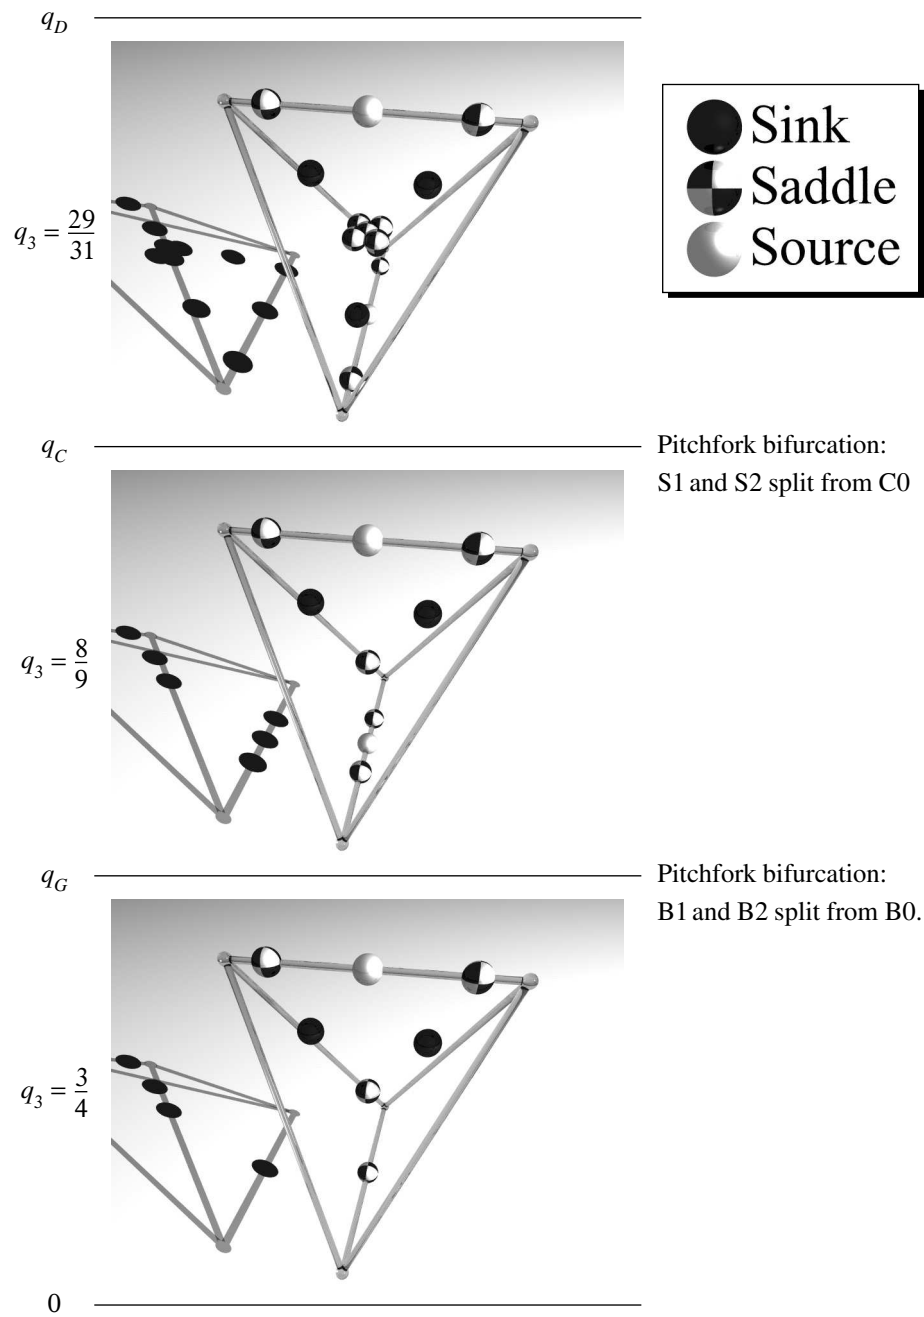 q_D
Sink
Saddle
Source
q_3 = 29/31
q_C
Pitchfork bifurcation:
S1 and S2 split from C0
q_3 = 8/9
q_G
Pitchfork bifurcation:
B1 and B2 split from B0.
q_3 = 3/4
0